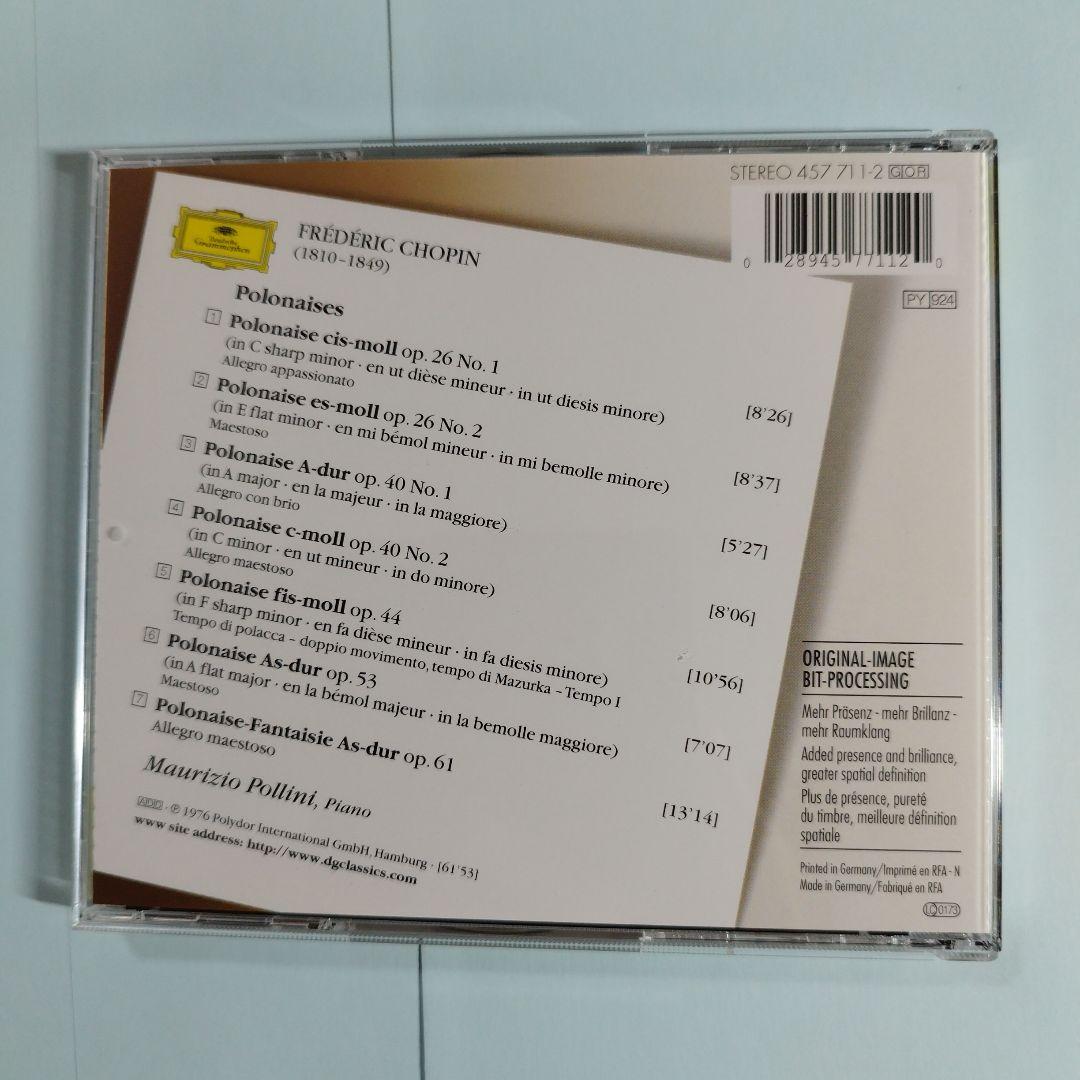 STEREO 457 711-2 GOR
0 28945 77112 0
PY 924
Deutsche
Grammophon
FRÉDÉRIC CHOPIN
(1810–1849)
Polonaises
1 Polonaise cis-moll op. 26 No. 1
(in C sharp minor · en ut dièse mineur · in ut diesis minore) [8'26]
Allegro appassionato
2 Polonaise es-moll op. 26 No. 2
(in E flat minor · en mi bémol mineur · in mi bemolle minore) [8'37]
Maestoso
3 Polonaise A-dur op. 40 No. 1
(in A major · en la majeur · in la maggiore) [5'27]
Allegro con brio
4 Polonaise c-moll op. 40 No. 2
(in C minor · en ut mineur · in do minore) [8'06]
Allegro maestoso
5 Polonaise fis-moll op. 44
(in F sharp minor · en fa dièse mineur · in fa diesis minore) [10'56]
Tempo di polacca – doppio movimento, tempo di Mazurka – Tempo I
6 Polonaise As-dur op. 53
(in A flat major · en la bémol majeur · in la bemolle maggiore) [7'07]
Maestoso
7 Polonaise-Fantaisie As-dur op. 61
Allegro maestoso [13'14]
Maurizio Pollini, Piano
ADD · ℗ 1976 Polydor International GmbH, Hamburg · [61'53]
www site address: http://www.dgclassics.com
ORIGINAL-IMAGE
BIT-PROCESSING
Mehr Präsenz - mehr Brillanz -
mehr Raumklang
Added presence and brilliance,
greater spatial definition
Plus de présence, pureté
du timbre, meilleure définition
spatiale
Printed in Germany/Imprimé en RFA - N
Made in Germany/Fabriqué en RFA
LC 0173